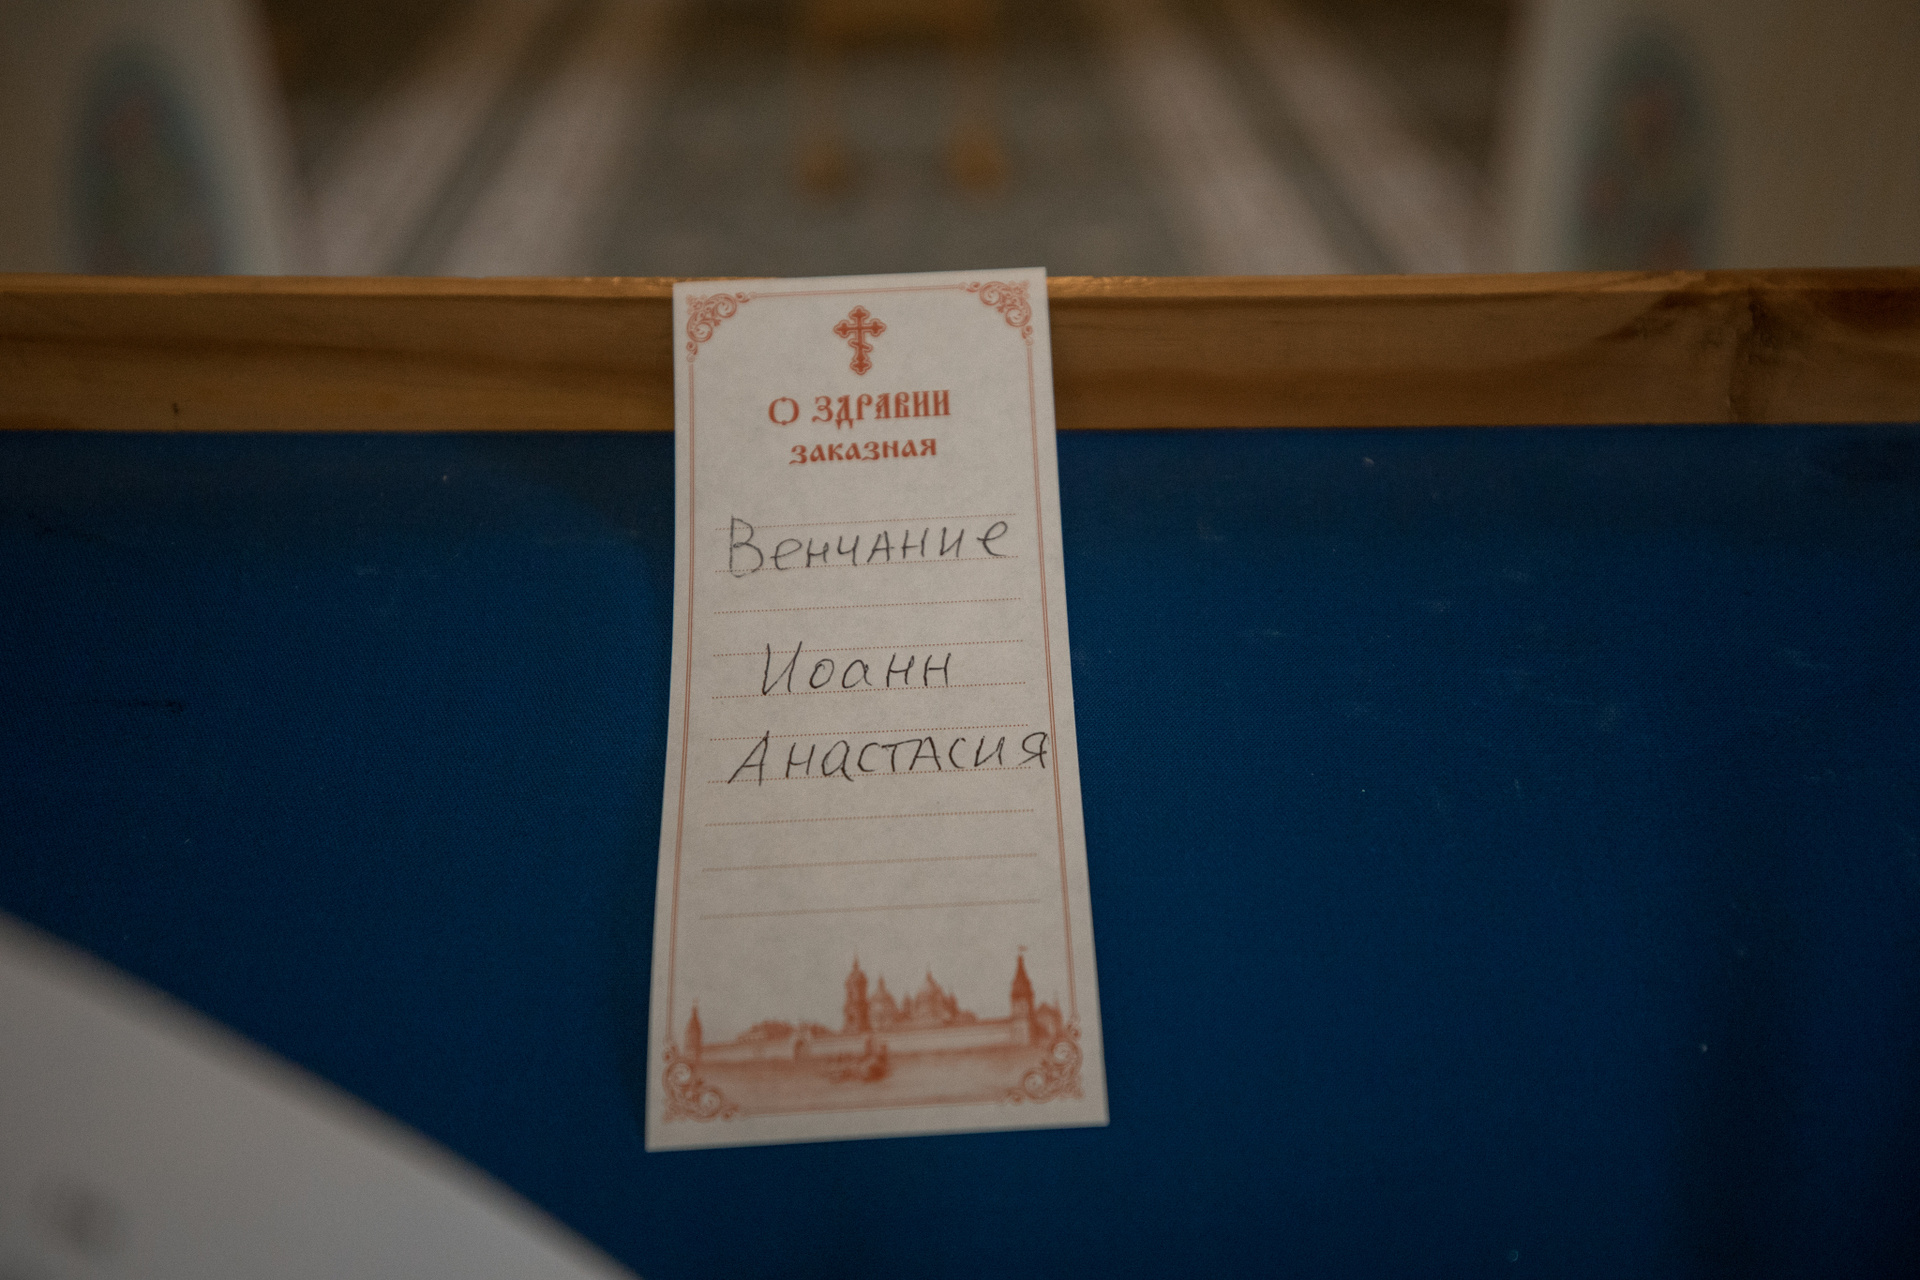 О ЗДРАВИИ
заказная
Венчание
Иоанн
Анастасия